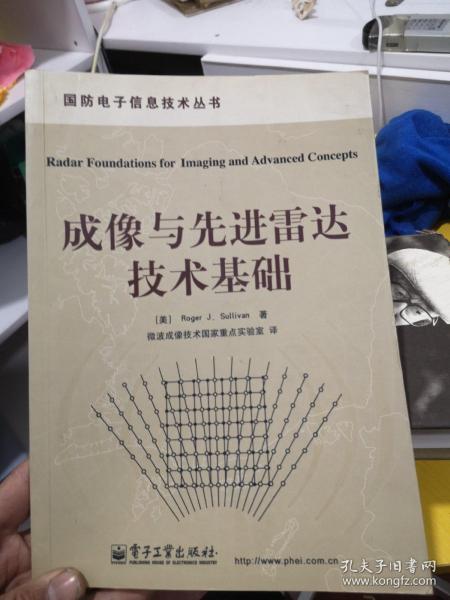 国防电子信息技术丛书
Radar Foundations for Imaging and Advanced Concepts
成像与先进雷达
技术基础
[美] Roger J. Sullivan 著
微波成像技术国家重点实验室 译
電子工業出版社·
PUBLISHING HOUSE OF ELECTRONICS INDUSTRY
http://www.phei.com.cn
孔夫子旧书网
www.kongfz.com